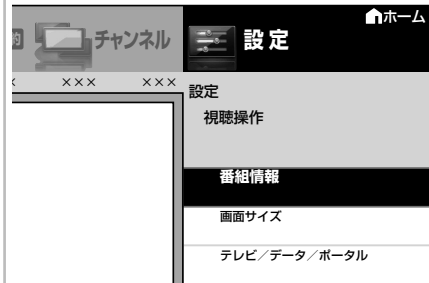 ホーム
チャンネル
設定
××× ×××
設定
視聴操作
番組情報
画面サイズ
テレビ／データ／ポータル